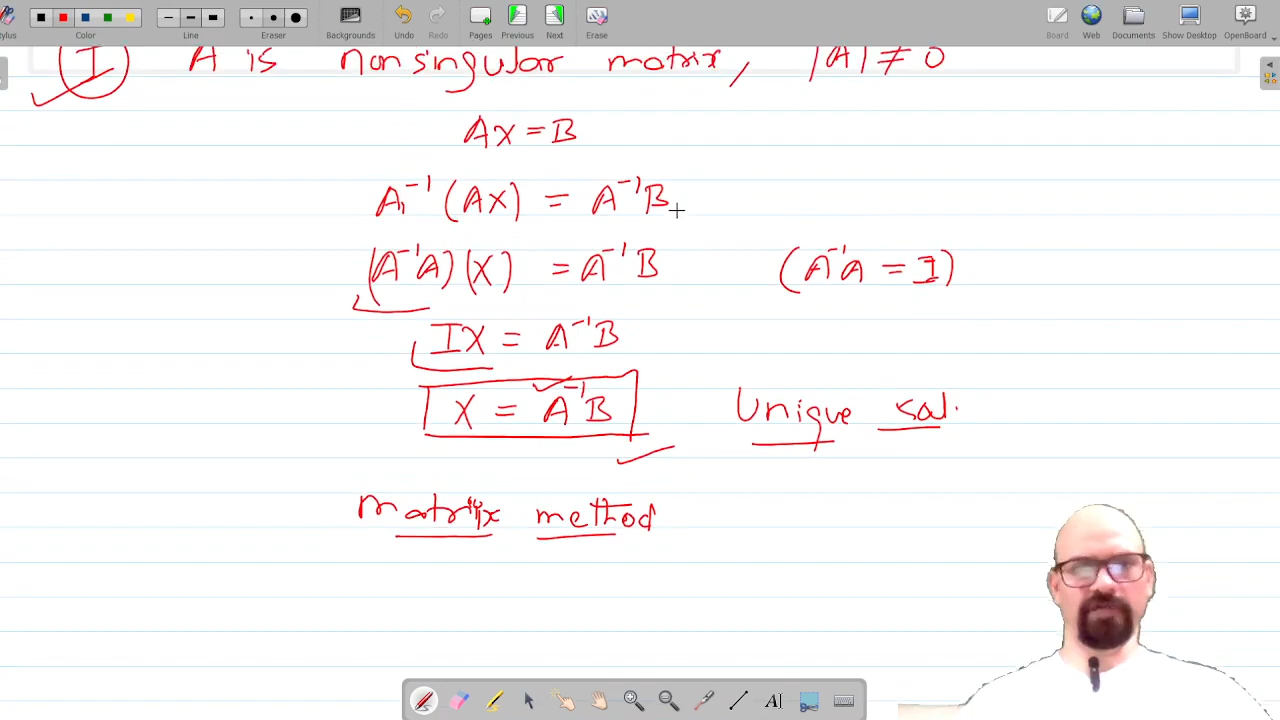 Stylus Color Line Eraser Backgrounds Undo Redo Pages Previous Next Erase Board Web Documents Show Desktop OpenBoard
I A is nonsingular matrix, |A| ≠ 0
AX = B
A⁻¹(AX) = A⁻¹B
(A⁻¹A)(X) = A⁻¹B (A⁻¹A = I)
IX = A⁻¹B
X = A⁻¹B Unique sol.
Matrix method